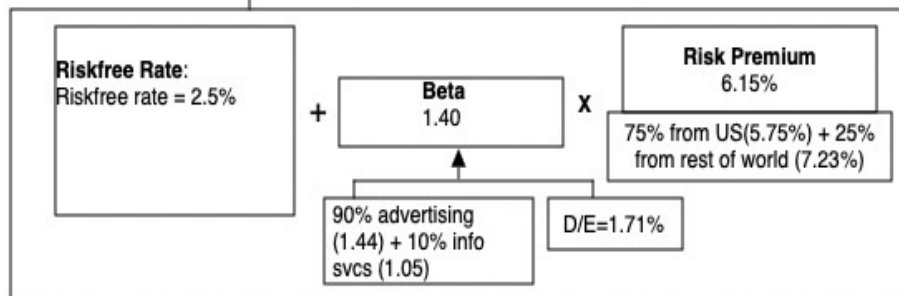 Riskfree Rate:
Riskfree rate = 2.5%
+
Beta
1.40
X
Risk Premium
6.15%
75% from US(5.75%) + 25%
from rest of world (7.23%)
90% advertising
(1.44) + 10% info
svcs (1.05)
D/E=1.71%